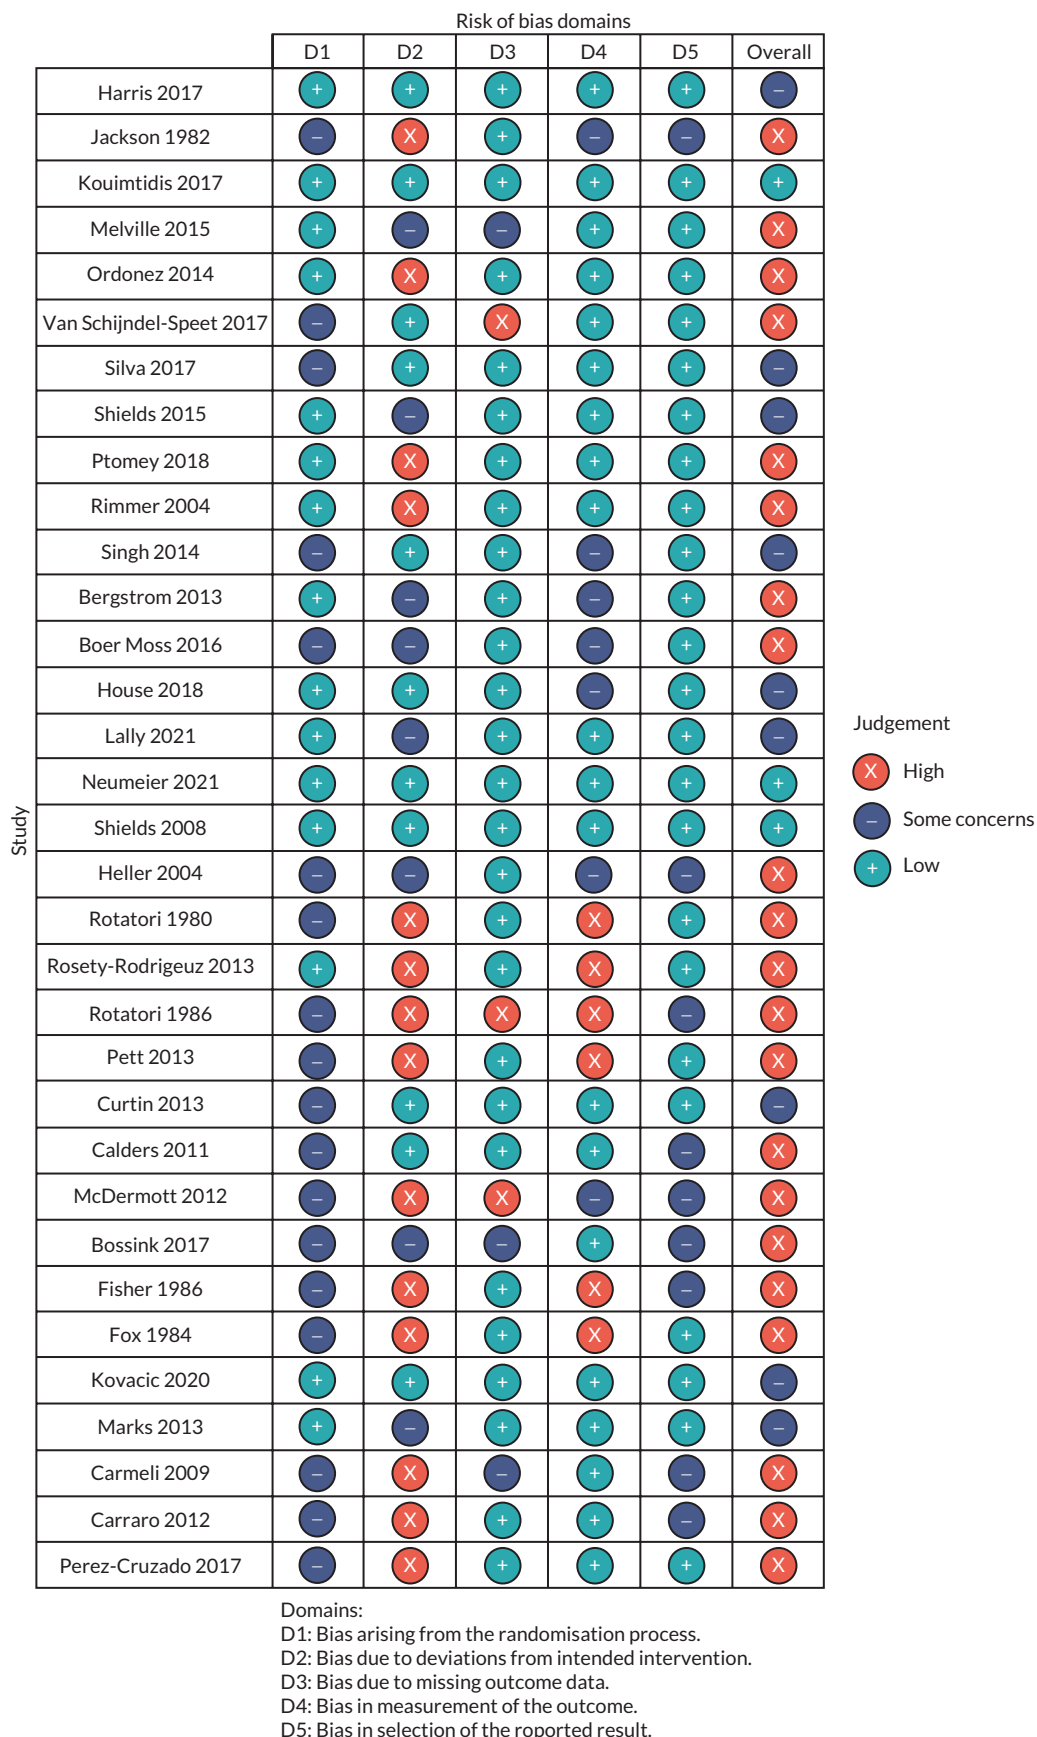 Risk of bias domains
D1 D2 D3 D4 D5 Overall
Harris 2017 + + + + + –
Jackson 1982 – X + – – X
Kouimtidis 2017 + + + + + +
Melville 2015 + – – + + X
Ordonez 2014 + X + + + X
Van Schijndel-Speet 2017 – + X + + X
Silva 2017 – + + + + –
Shields 2015 + – + + + –
Ptomey 2018 + X + + + X
Rimmer 2004 + X + + + X
Singh 2014 – + + – + –
Bergstrom 2013 + – + – + X
Boer Moss 2016 – – + – + X
House 2018 + + + – + –
Lally 2021 + – + + + –
Neumeier 2021 + + + + + +
Shields 2008 + + + + + +
Heller 2004 – – + – – X
Rotatori 1980 – X + X + X
Rosety-Rodrigeuz 2013 + X + X + X
Rotatori 1986 – X X X – X
Pett 2013 – X + X + X
Curtin 2013 – + + + + –
Calders 2011 – + + + – X
McDermott 2012 – X X – – X
Bossink 2017 – – – + – X
Fisher 1986 – X + X – X
Fox 1984 – X + X + X
Kovacic 2020 + + + + + –
Marks 2013 + – + + + –
Carmeli 2009 – X – + – X
Carraro 2012 – X + + – X
Perez-Cruzado 2017 – X + + + X
Study
Judgement
X High
– Some concerns
+ Low
Domains:
D1: Bias arising from the randomisation process.
D2: Bias due to deviations from intended intervention.
D3: Bias due to missing outcome data.
D4: Bias in measurement of the outcome.
D5: Bias in selection of the roported result.